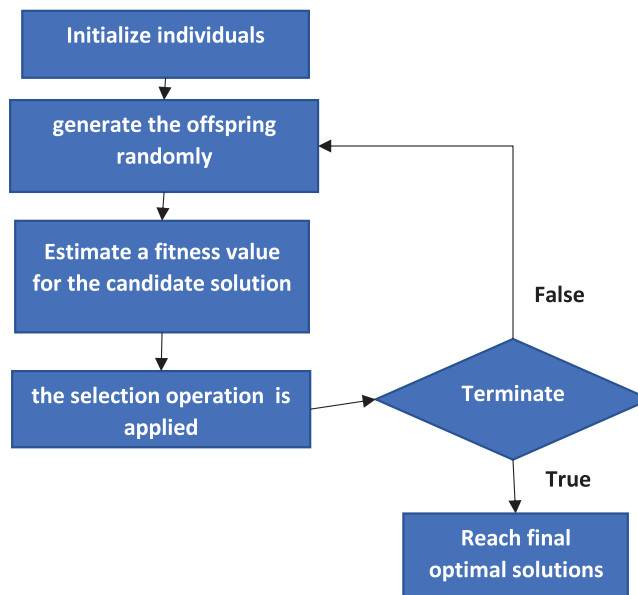 Initialize individuals
generate the offspring
randomly
Estimate a fitness value
for the candidate solution
the selection operation is
applied
Terminate
False
True
Reach final
optimal solutions